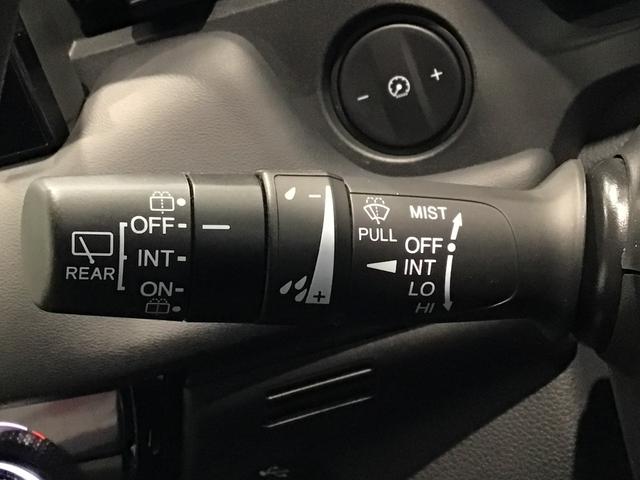 REAR
OFF
INT
ON
- +
- +
PULL
MIST
OFF
INT
LO
HI